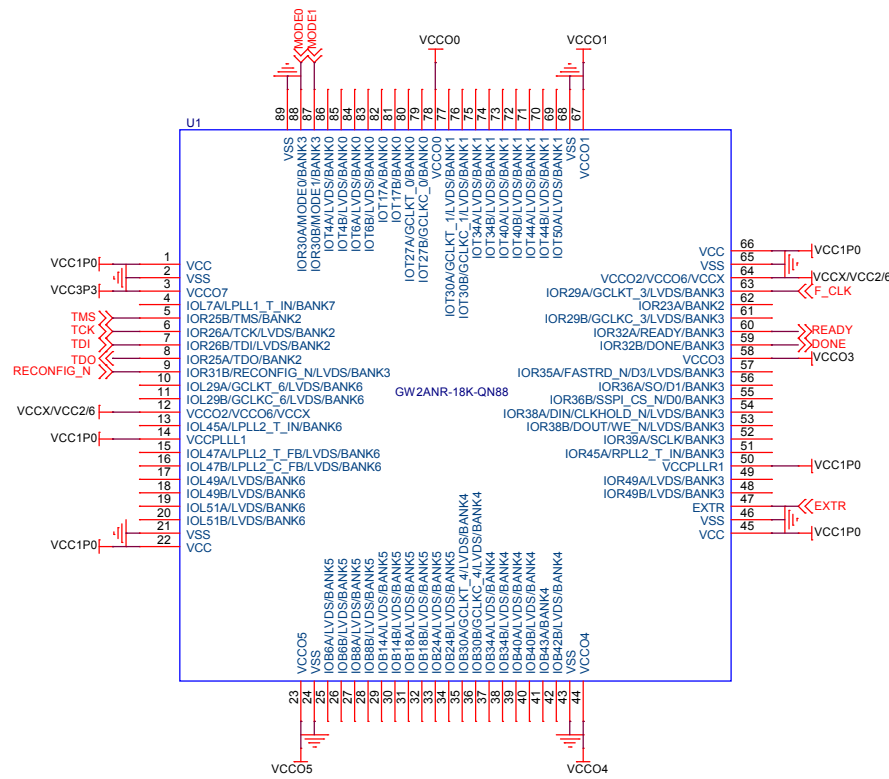 MODE0
MODE1
VCCO0
VCCO1
U1
89 VSS
88 IOR30A/MODE0/BANK3
87 IOR30B/MODE1/BANK3
86 IOT4A/LVDS/BANK0
85 IOT4B/LVDS/BANK0
84 IOT6A/LVDS/BANK0
83 IOT6B/LVDS/BANK0
82 IOT17A/BANK0
81 IOT17B/BANK0
80 IOT27A/GCLKT_0/BANK0
79 IOT27B/GCLKC_0/BANK0
78 VCCO0
77 IOT30A/GCLKT_1/LVDS/BANK1
76 IOT30B/GCLKC_1/LVDS/BANK1
75 IOT34A/LVDS/BANK1
74 IOT34B/LVDS/BANK1
73 IOT40A/LVDS/BANK1
72 IOT40B/LVDS/BANK1
71 IOT44A/LVDS/BANK1
70 IOT44B/LVDS/BANK1
69 IOT50A/LVDS/BANK1
68 VSS
67 VCCO1
VCC1P0 1 VCC
2 VSS
VCC3P3 3 VCCO7
4 IOL7A/LPLL1_T_IN/BANK7
TMS 5 IOR25B/TMS/BANK2
TCK 6 IOR26A/TCK/LVDS/BANK2
TDI 7 IOR26B/TDI/LVDS/BANK2
TDO 8 IOR25A/TDO/BANK2
RECONFIG_N 9 IOR31B/RECONFIG_N/LVDS/BANK3
10 IOL29A/GCLKT_6/LVDS/BANK6
11 IOL29B/GCLKC_6/LVDS/BANK6
VCCX/VCC2/6 12 VCCO2/VCCO6/VCCX
13 IOL45A/LPLL2_T_IN/BANK6
VCC1P0 14 VCCPLLL1
15 IOL47A/LPLL2_T_FB/LVDS/BANK6
16 IOL47B/LPLL2_C_FB/LVDS/BANK6
17 IOL49A/LVDS/BANK6
18 IOL49B/LVDS/BANK6
19 IOL51A/LVDS/BANK6
20 IOL51B/LVDS/BANK6
21 VSS
VCC1P0 22 VCC
GW2ANR-18K-QN88
VCC 66 VCC1P0
VSS 65
VCCO2/VCCO6/VCCX 64 VCCX/VCC2/6
IOR29A/GCLKT_3/LVDS/BANK3 63 F_CLK
IOR23A/BANK2 62
IOR29B/GCLKC_3/LVDS/BANK3 61
IOR32A/READY/BANK3 60 READY
IOR32B/DONE/BANK3 59 DONE
VCCO3 58 VCCO3
IOR35A/FASTRD_N/D3/LVDS/BANK3 57
IOR36A/SO/D1/BANK3 56
IOR36B/SSPI_CS_N/D0/BANK3 55
IOR38A/DIN/CLKHOLD_N/LVDS/BANK3 54
IOR38B/DOUT/WE_N/LVDS/BANK3 53
IOR39A/SCLK/BANK3 52
IOR45A/RPLL2_T_IN/BANK3 51
VCCPLLR1 50 VCC1P0
IOR49A/LVDS/BANK3 49
IOR49B/LVDS/BANK3 48
EXTR 47 EXTR
VSS 46
VCC 45 VCC1P0
23 VCCO5
24 VSS
25 IOB6A/LVDS/BANK5
26 IOB6B/LVDS/BANK5
27 IOB8A/LVDS/BANK5
28 IOB8B/LVDS/BANK5
29 IOB14A/LVDS/BANK5
30 IOB14B/LVDS/BANK5
31 IOB18A/LVDS/BANK5
32 IOB18B/LVDS/BANK5
33 IOB24A/LVDS/BANK5
34 IOB24B/LVDS/BANK5
35 IOB30A/GCLKT_4/LVDS/BANK4
36 IOB30B/GCLKC_4/LVDS/BANK4
37 IOB34A/LVDS/BANK4
38 IOB34B/LVDS/BANK4
39 IOB40A/LVDS/BANK4
40 IOB40B/LVDS/BANK4
41 IOB43A/BANK4
42 IOB42B/LVDS/BANK4
43 VSS
44 VCCO4
VCCO5
VCCO4